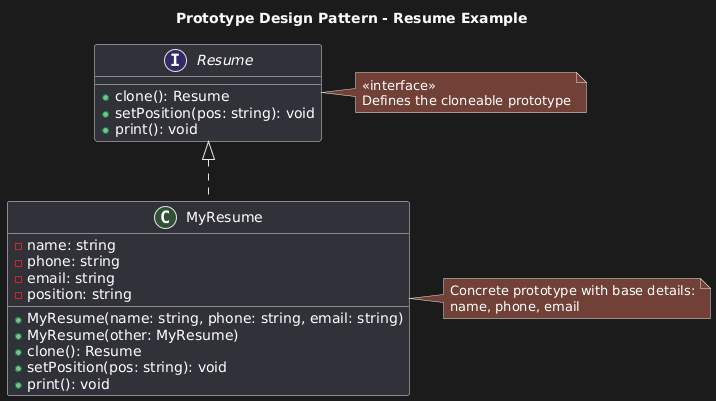 Prototype Design Pattern - Resume Example
I Resume
clone(): Resume
setPosition(pos: string): void
print(): void
«interface»
Defines the cloneable prototype
C MyResume
name: string
phone: string
email: string
position: string
MyResume(name: string, phone: string, email: string)
MyResume(other: MyResume)
clone(): Resume
setPosition(pos: string): void
print(): void
Concrete prototype with base details:
name, phone, email